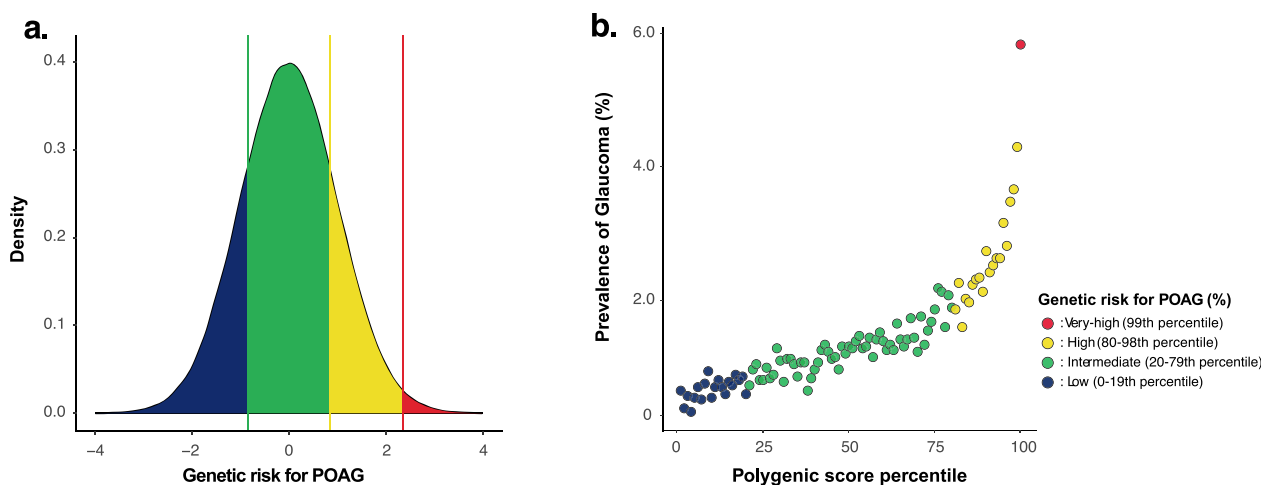 a.
Density
0.4
0.3
0.2
0.1
0.0
−4
−2
0
2
4
Genetic risk for POAG
b.
Prevalence of Glaucoma (%)
6.0
4.0
2.0
0
0
25
50
75
100
Polygenic score percentile
Genetic risk for POAG (%)
: Very-high (99th percentile)
: High (80-98th percentile)
: Intermediate (20-79th percentile)
: Low (0-19th percentile)